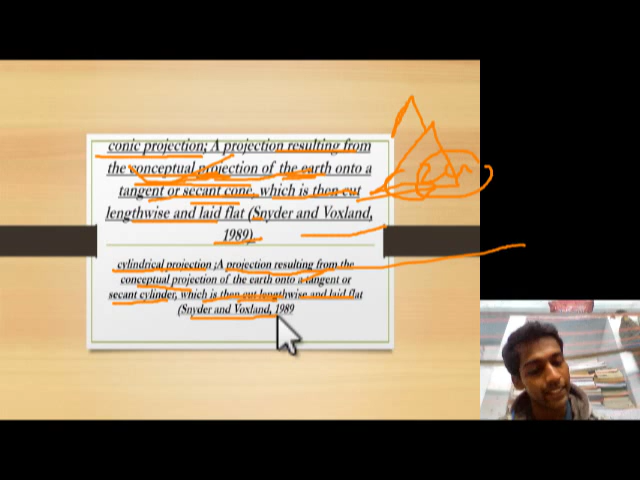 conic projection; A projection resulting from
the conceptual projection of the earth onto a
tangent or secant cone, which is then cut
lengthwise and laid flat (Snyder and Voxland,
1989).
cylindrical projection ;A projection resulting from the
conceptual projection of the earth onto a tangent or
secant cylinder, which is then cut lengthwise and laid flat
(Snyder and Voxland, 1989